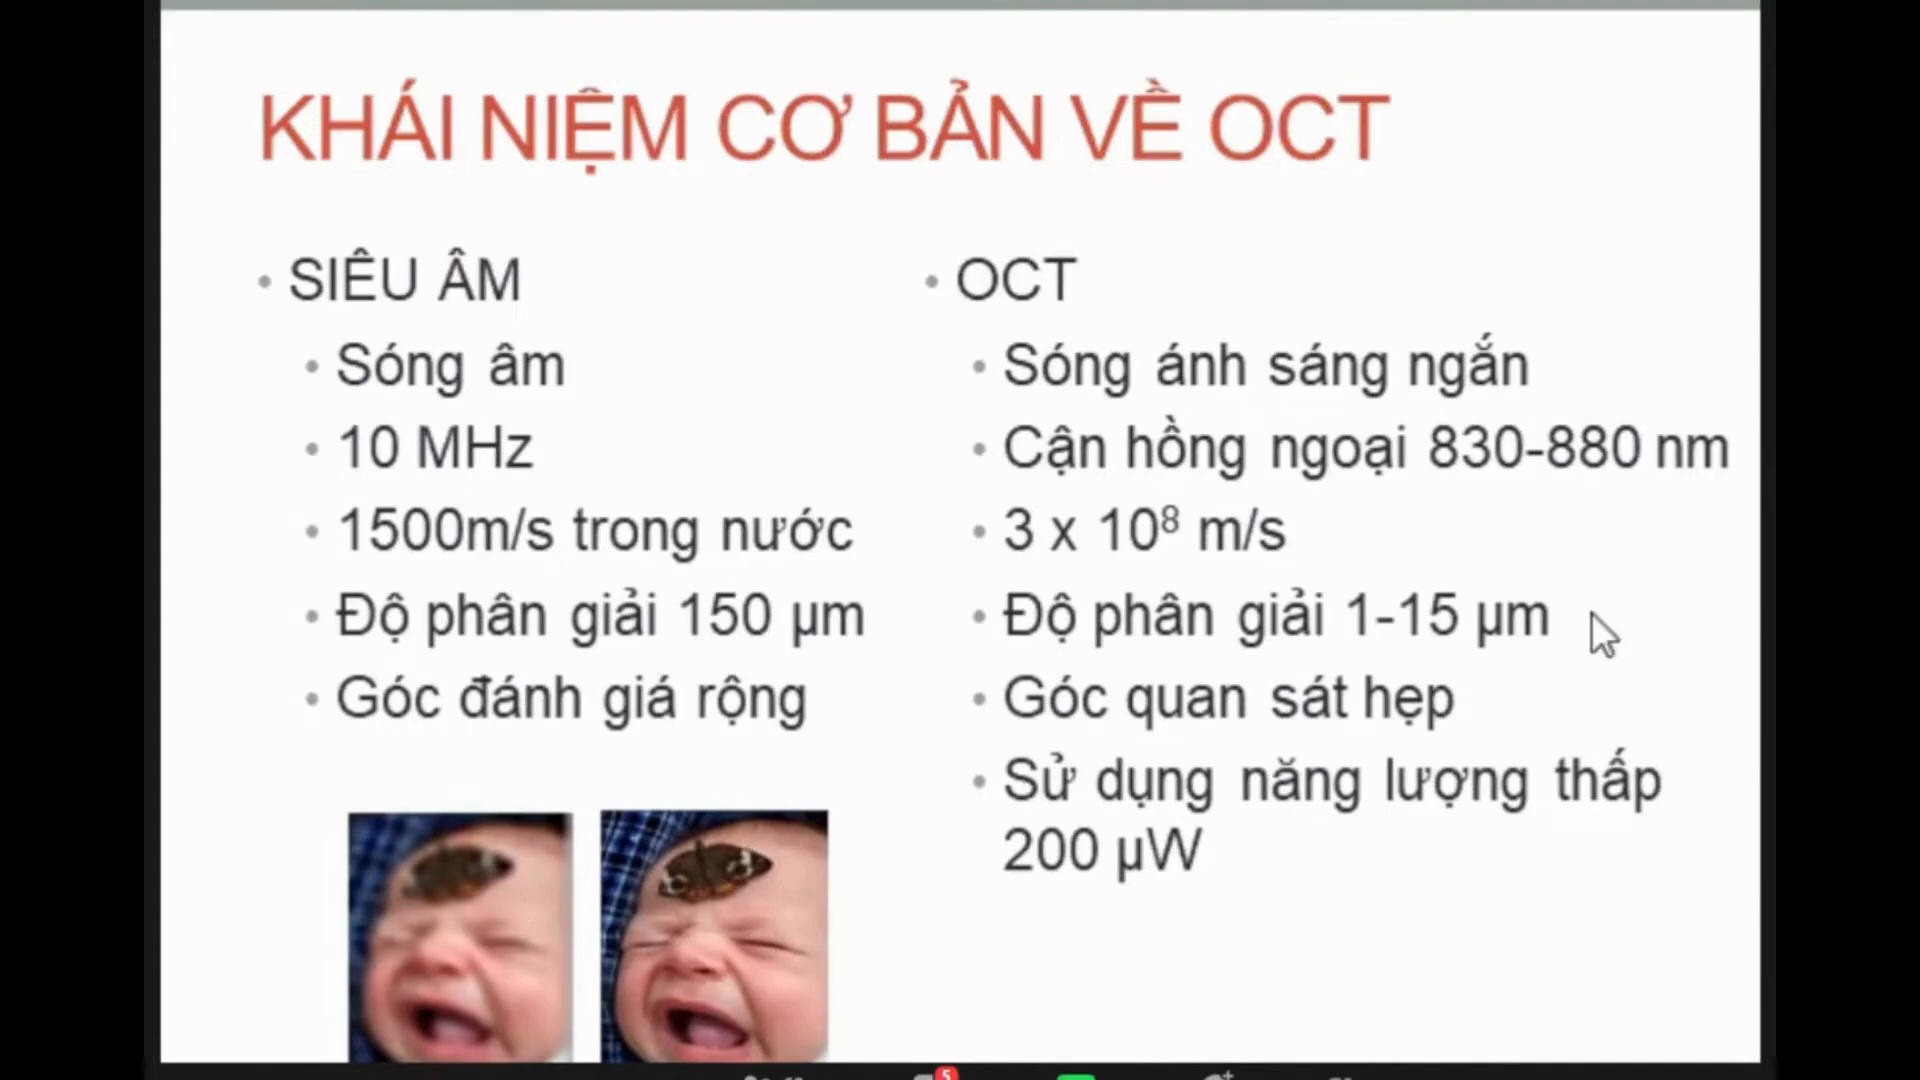 KHÁI NIỆM CƠ BẢN VỀ OCT
SIÊU ÂM
Sóng âm
10 MHz
1500m/s trong nước
Độ phân giải 150 µm
Góc đánh giá rộng
OCT
Sóng ánh sáng ngắn
Cận hồng ngoại 830-880 nm
3 x 10⁸ m/s
Độ phân giải 1-15 µm
Góc quan sát hẹp
Sử dụng năng lượng thấp
200 µW
5